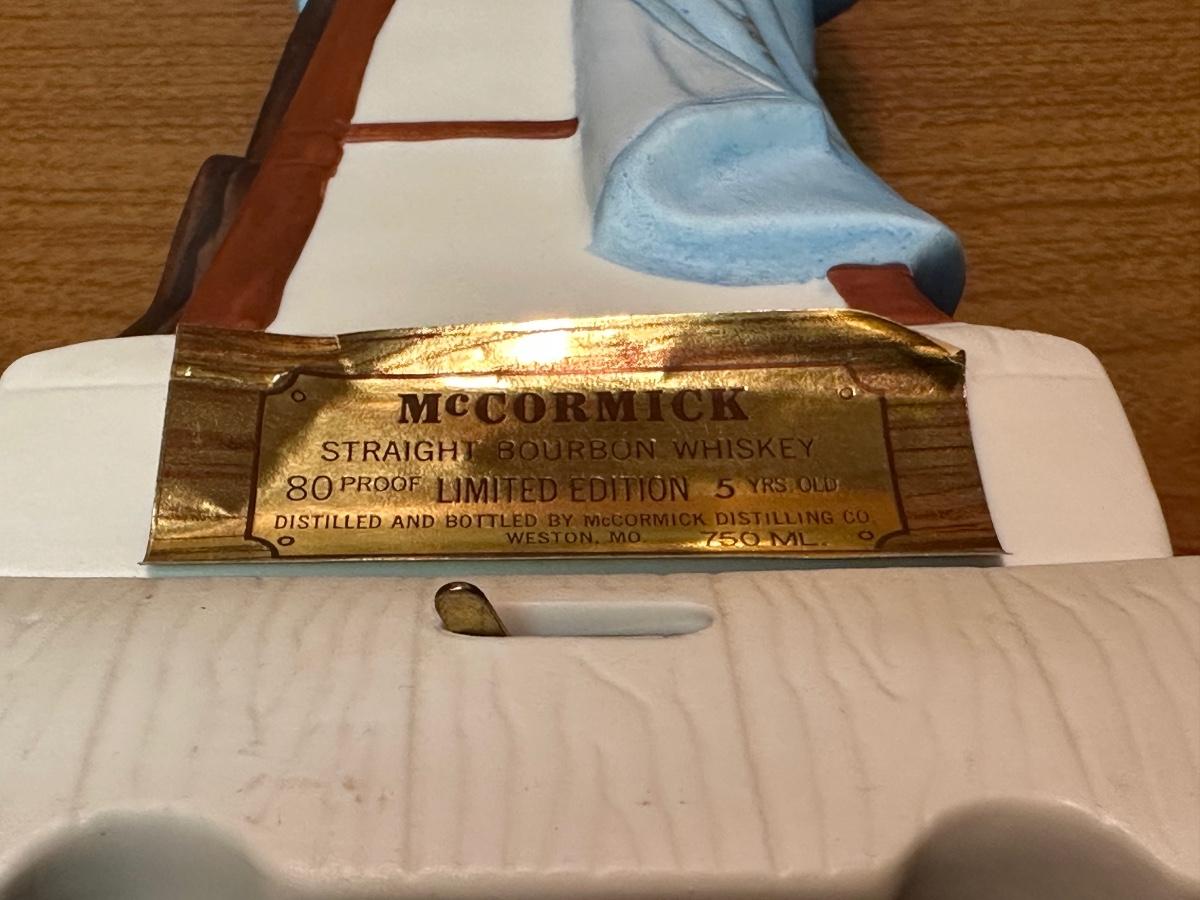 McCORMICK
STRAIGHT BOURBON WHISKEY
80 PROOF LIMITED EDITION 5 YRS. OLD
DISTILLED AND BOTTLED BY McCORMICK DISTILLING CO.
WESTON, MO. 750 ML.